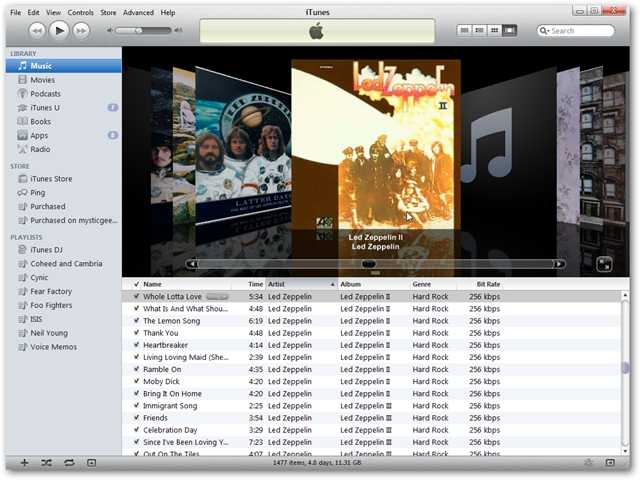 File Edit View Controls Store Advanced Help
iTunes
Search
LIBRARY
Music
Movies
Podcasts
iTunes U
Books
Apps
Radio
STORE
iTunes Store
Ping
Purchased
Purchased on mysticgee...
PLAYLISTS
iTunes DJ
Coheed and Cambria
Cynic
Fear Factory
Foo Fighters
ISIS
Neil Young
Voice Memos
LED ZEPPELIN
LATTER DAYS
Led Zeppelin
II
Led Zeppelin II
Led Zeppelin
Name Time Artist Album Genre Bit Rate
Whole Lotta Love 5:34 Led Zeppelin Led Zeppelin II Hard Rock 256 kbps
What Is And What Shou... 4:48 Led Zeppelin Led Zeppelin II Hard Rock 256 kbps
The Lemon Song 6:19 Led Zeppelin Led Zeppelin II Hard Rock 256 kbps
Thank You 4:48 Led Zeppelin Led Zeppelin II Hard Rock 256 kbps
Heartbreaker 4:14 Led Zeppelin Led Zeppelin II Hard Rock 256 kbps
Living Loving Maid (She... 2:39 Led Zeppelin Led Zeppelin II Hard Rock 256 kbps
Ramble On 4:35 Led Zeppelin Led Zeppelin II Hard Rock 256 kbps
Moby Dick 4:20 Led Zeppelin Led Zeppelin II Hard Rock 256 kbps
Bring It On Home 4:20 Led Zeppelin Led Zeppelin II Hard Rock 256 kbps
Immigrant Song 2:25 Led Zeppelin Led Zeppelin III Hard Rock 256 kbps
Friends 3:54 Led Zeppelin Led Zeppelin III Hard Rock 256 kbps
Celebration Day 3:29 Led Zeppelin Led Zeppelin III Hard Rock 256 kbps
Since I've Been Loving Y... 7:23 Led Zeppelin Led Zeppelin III Hard Rock 256 kbps
Out On The Tiles 4:07 Led Zeppelin Led Zeppelin III Hard Rock 256 kbps
1477 items, 4.8 days, 11.31 GB